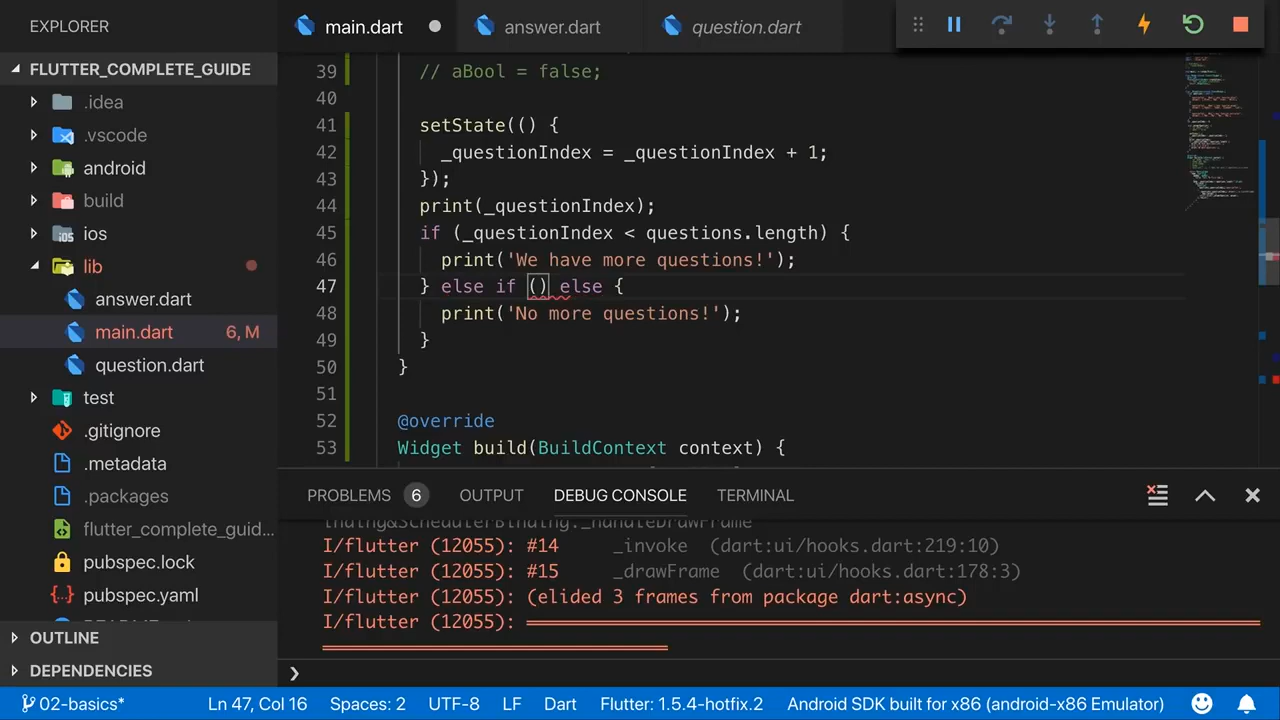 EXPLORER
main.dart
answer.dart
question.dart
FLUTTER_COMPLETE_GUIDE
.idea
.vscode
android
build
ios
lib
answer.dart
main.dart 6, M
question.dart
test
.gitignore
.metadata
.packages
flutter_complete_guid...
pubspec.lock
pubspec.yaml
OUTLINE
DEPENDENCIES
39 // aBool = false;
40
41 setState(() {
42 _questionIndex = _questionIndex + 1;
43 });
44 print(_questionIndex);
45 if (_questionIndex < questions.length) {
46 print('We have more questions!');
47 } else if () else {
48 print('No more questions!');
49 }
50 }
51
52 @override
53 Widget build(BuildContext context) {
PROBLEMS 6 OUTPUT DEBUG CONSOLE TERMINAL
I/flutter (12055): #14 _invoke (dart:ui/hooks.dart:219:10)
I/flutter (12055): #15 _drawFrame (dart:ui/hooks.dart:178:3)
I/flutter (12055): (elided 3 frames from package dart:async)
I/flutter (12055):
02-basics* Ln 47, Col 16 Spaces: 2 UTF-8 LF Dart Flutter: 1.5.4-hotfix.2 Android SDK built for x86 (android-x86 Emulator)